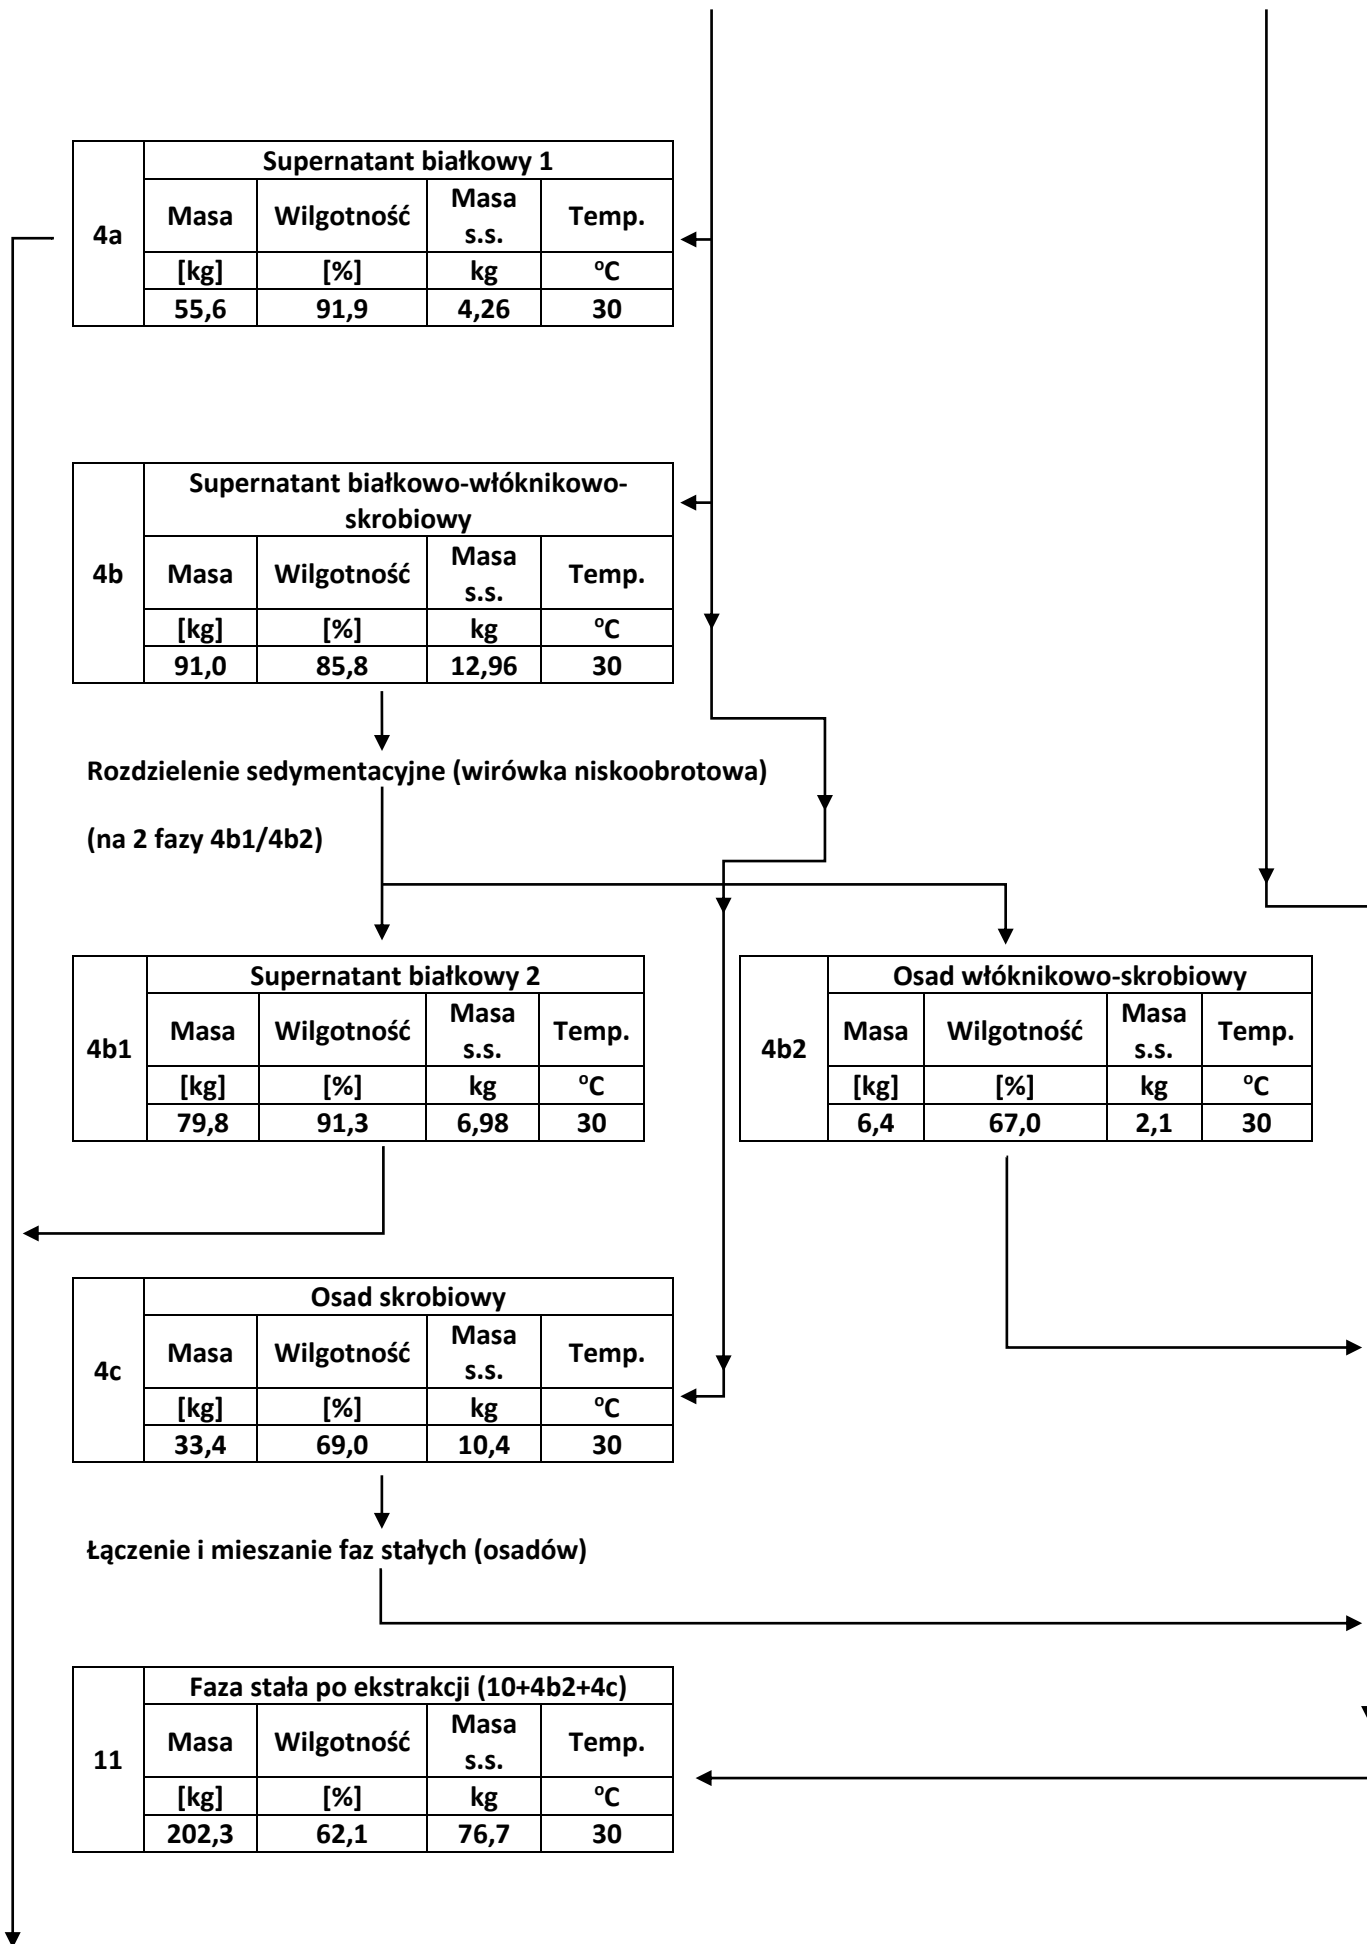 Supernatant białkowy 1
4a
Masa Wilgotność Masa s.s. Temp.
[kg] [%] kg °C
55,6 91,9 4,26 30
Supernatant białkowo-włóknikowo-
skrobiowy
4b
Masa Wilgotność Masa s.s. Temp.
[kg] [%] kg °C
91,0 85,8 12,96 30
Rozdzielenie sedymentacyjne (wirówka niskoobrotowa)
(na 2 fazy 4b1/4b2)
Supernatant białkowy 2
4b1
Masa Wilgotność Masa s.s. Temp.
[kg] [%] kg °C
79,8 91,3 6,98 30
Osad włóknikowo-skrobiowy
4b2
Masa Wilgotność Masa s.s. Temp.
[kg] [%] kg °C
6,4 67,0 2,1 30
Osad skrobiowy
4c
Masa Wilgotność Masa s.s. Temp.
[kg] [%] kg °C
33,4 69,0 10,4 30
Łączenie i mieszanie faz stałych (osadów)
Faza stała po ekstrakcji (10+4b2+4c)
11
Masa Wilgotność Masa s.s. Temp.
[kg] [%] kg °C
202,3 62,1 76,7 30